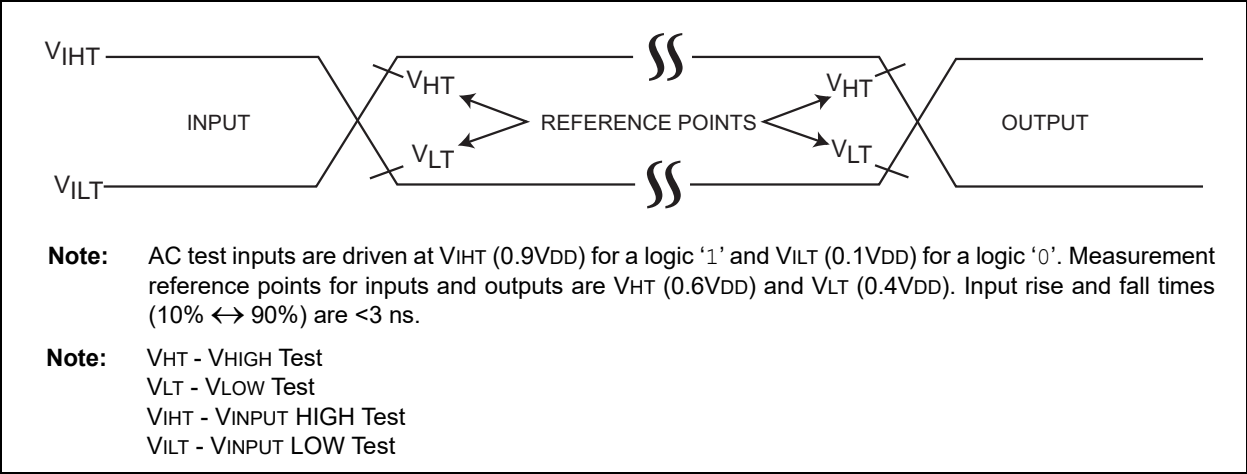 VIHT
VHT
VHT
INPUT
REFERENCE POINTS
OUTPUT
VLT
VLT
VILT
Note: AC test inputs are driven at VIHT (0.9VDD) for a logic ‘1’ and VILT (0.1VDD) for a logic ‘0’. Measurement
reference points for inputs and outputs are VHT (0.6VDD) and VLT (0.4VDD). Input rise and fall times
(10% ↔ 90%) are <3 ns.
Note: VHT - VHIGH Test
VLT - VLOW Test
VIHT - VINPUT HIGH Test
VILT - VINPUT LOW Test